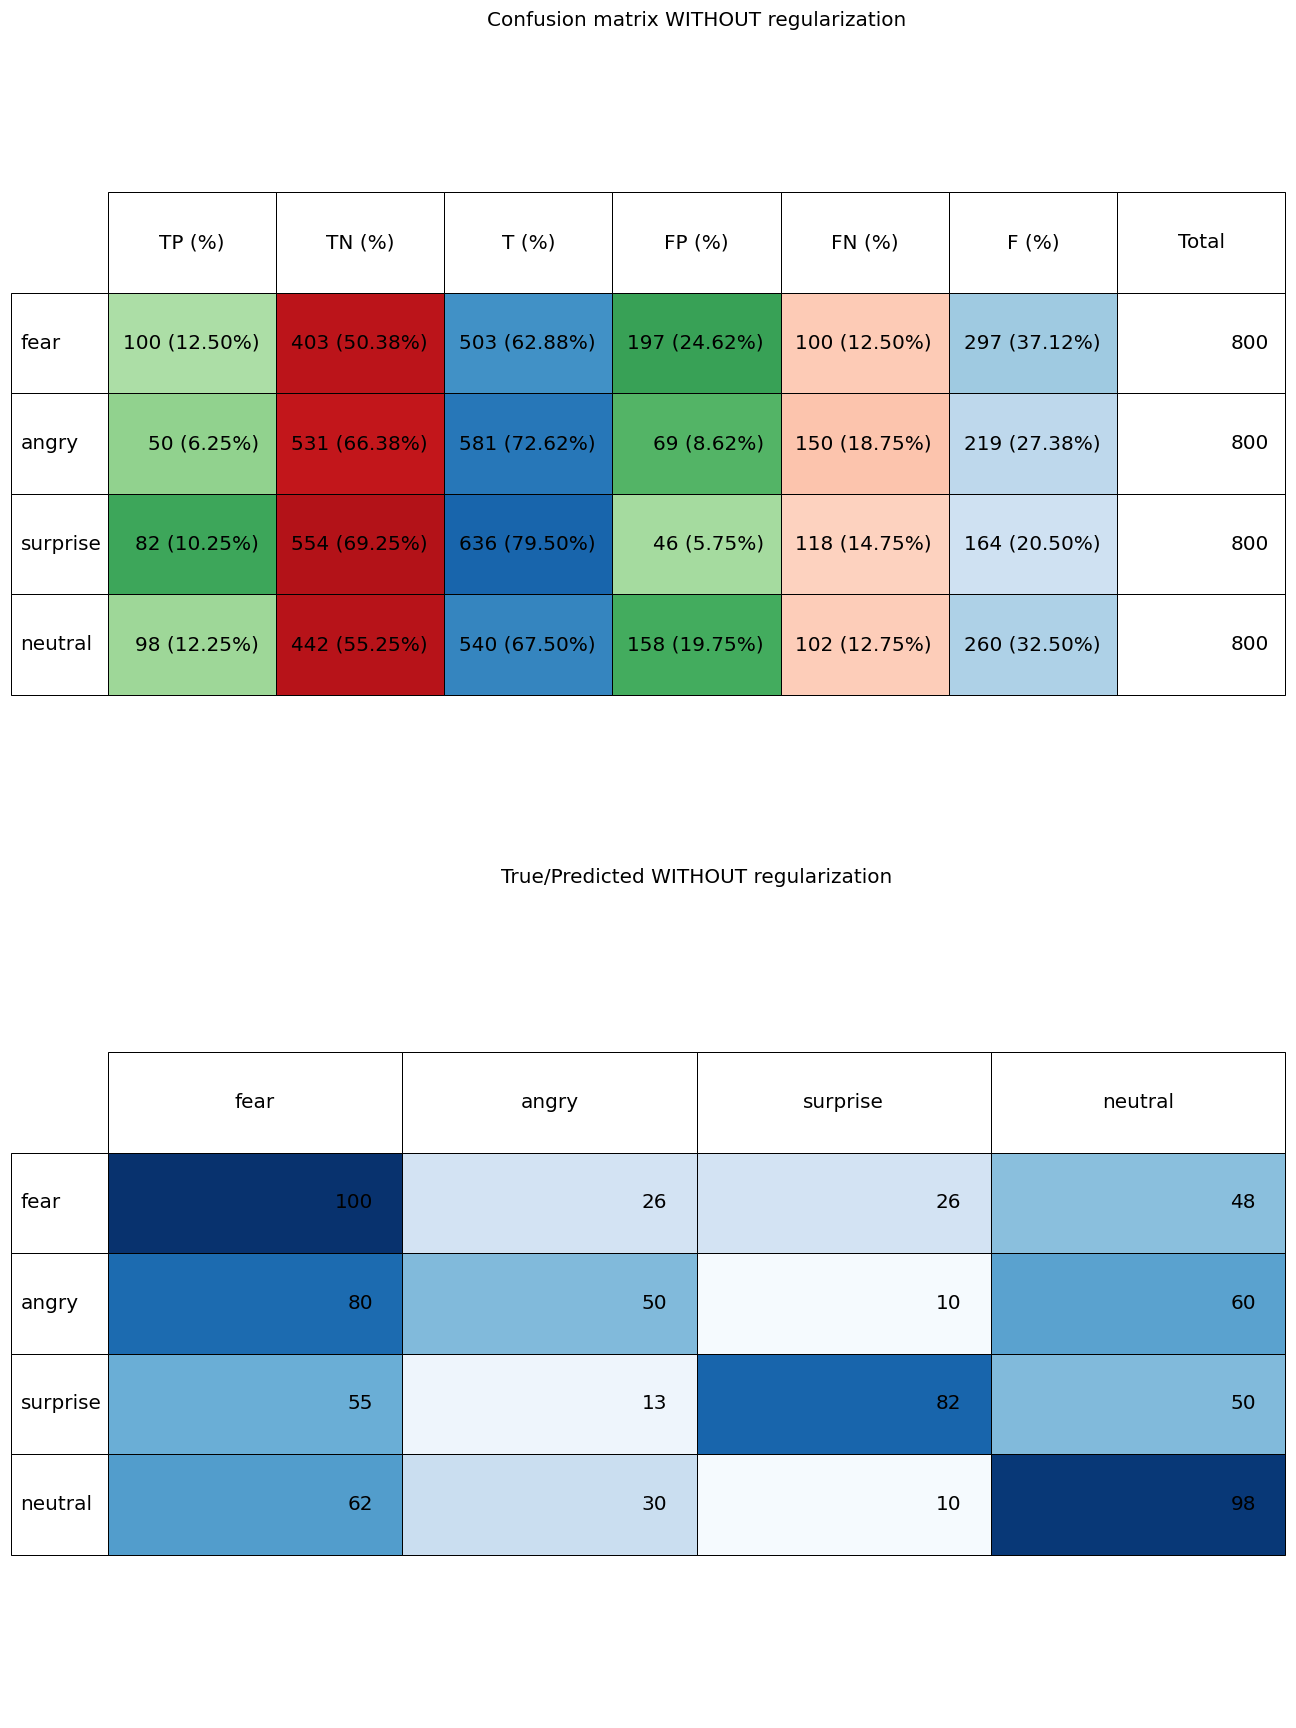 Confusion matrix WITHOUT regularization
TP (%) TN (%) T (%) FP (%) FN (%) F (%) Total
fear 100 (12.50%) 403 (50.38%) 503 (62.88%) 197 (24.62%) 100 (12.50%) 297 (37.12%) 800
angry 50 (6.25%) 531 (66.38%) 581 (72.62%) 69 (8.62%) 150 (18.75%) 219 (27.38%) 800
surprise 82 (10.25%) 554 (69.25%) 636 (79.50%) 46 (5.75%) 118 (14.75%) 164 (20.50%) 800
neutral 98 (12.25%) 442 (55.25%) 540 (67.50%) 158 (19.75%) 102 (12.75%) 260 (32.50%) 800
True/Predicted WITHOUT regularization
fear angry surprise neutral
fear 100 26 26 48
angry 80 50 10 60
surprise 55 13 82 50
neutral 62 30 10 98